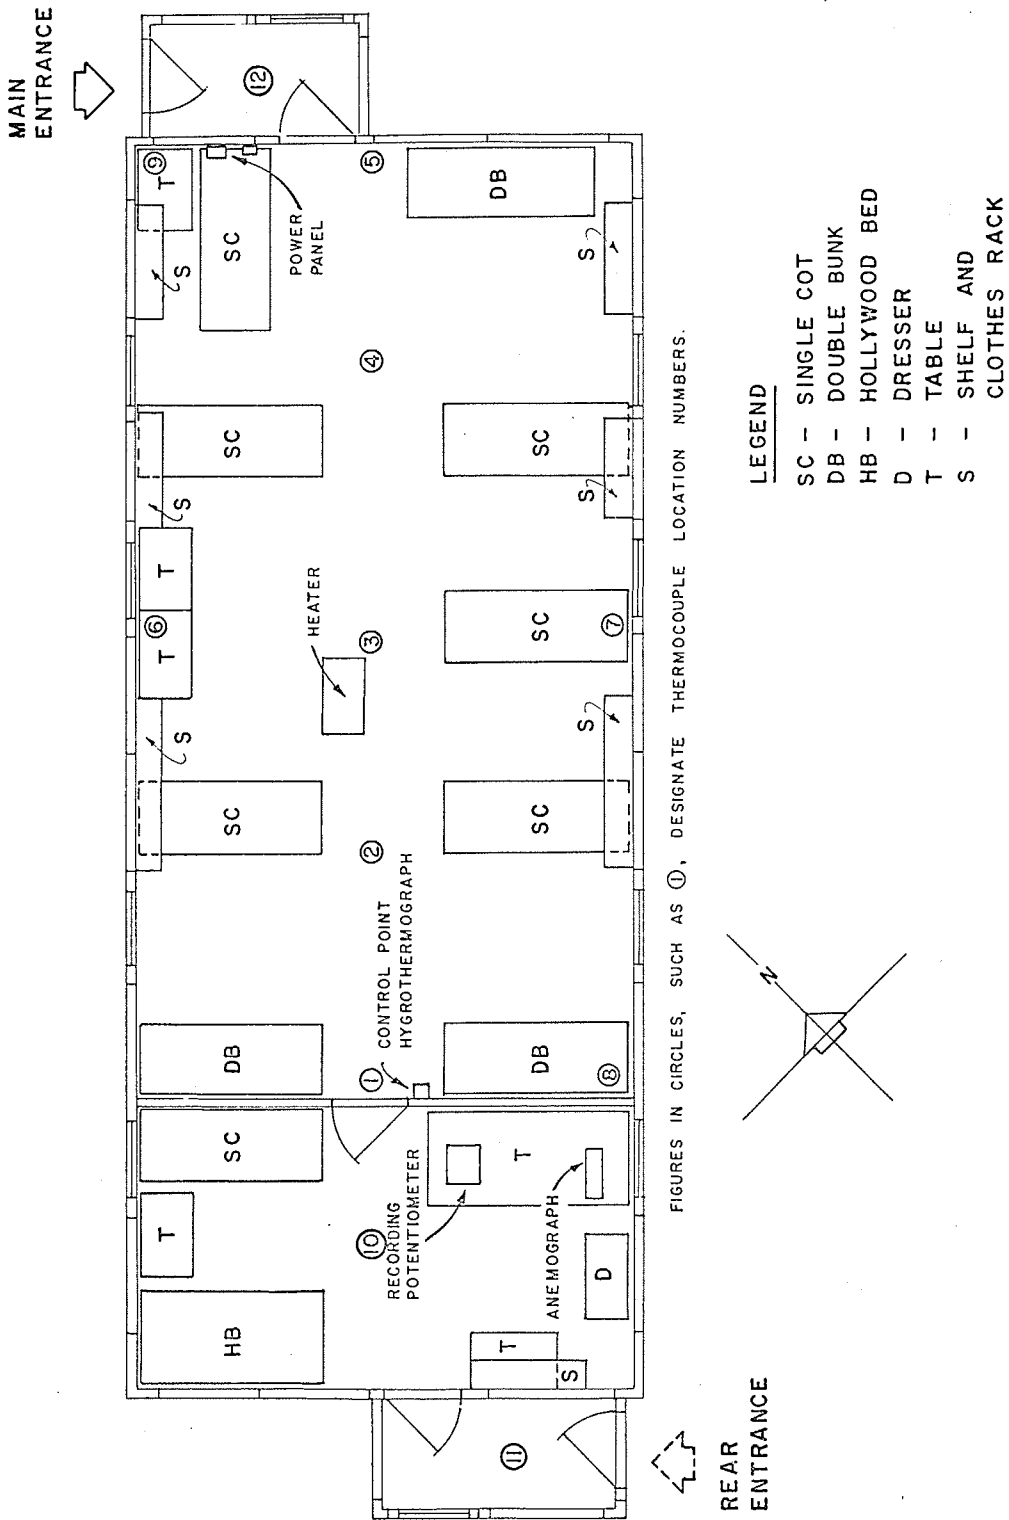 MAIN
ENTRANCE
T
6
T
T
9
T
S
S
S
HB
SC
DB
SC
SC
SC
12
POWER
PANEL
HEATER
10
1
2
3
4
5
CONTROL POINT
HYGROTHERMOGRAPH
RECORDING
POTENTIOMETER
DB
11
T
T
DB
SC
SC
SC
ANEMOGRAPH
S
S
S
S
D
8
7
FIGURES IN CIRCLES, SUCH AS ①, DESIGNATE THERMOCOUPLE LOCATION NUMBERS.
REAR
ENTRANCE
N
LEGEND
SC - SINGLE COT
DB - DOUBLE BUNK
HB - HOLLYWOOD BED
D - DRESSER
T - TABLE
S - SHELF AND
CLOTHES RACK